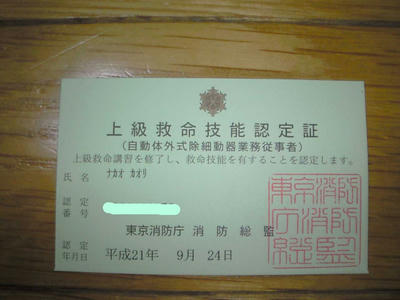 上級救命技能認定証
(自動体外式除細動器業務従事者)
上級救命講習を修了し、救命技能を有することを認定します。
氏名 ナカオ カオリ
認定番号
東京消防庁 消防総監
認定年月日 平成21年 9月 24日
東京消防
庁消防
総監